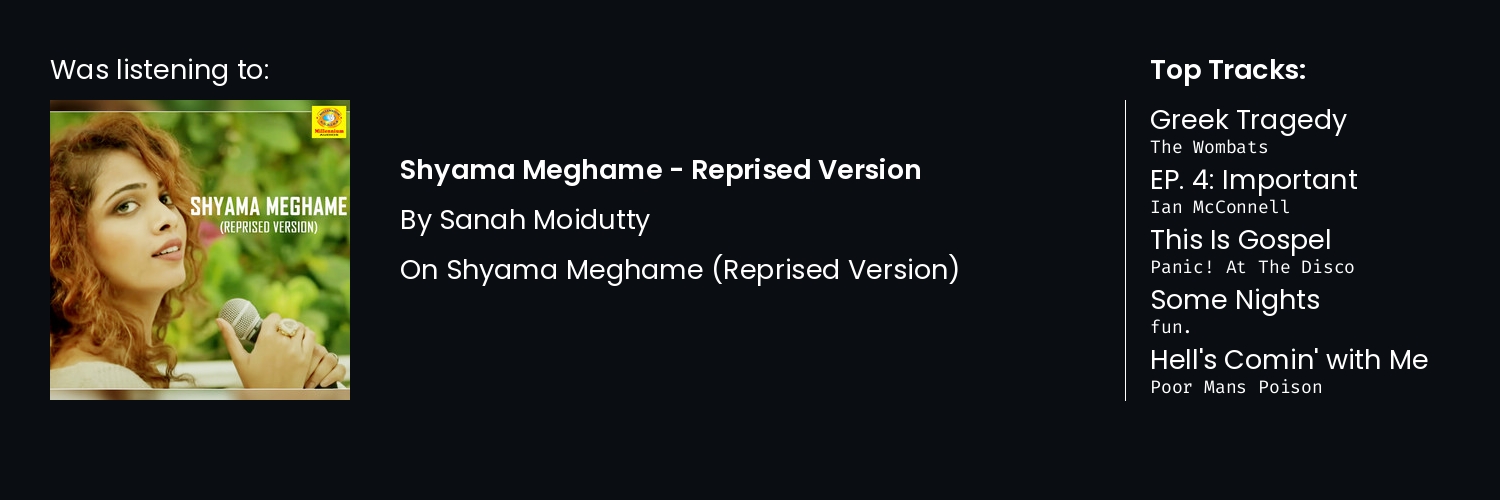 Was listening to:
Millennium
SHYAMA MEGHAME
(REPRISED VERSION)
Shyama Meghame - Reprised Version
By Sanah Moidutty
On Shyama Meghame (Reprised Version)
Top Tracks:
Greek Tragedy
The Wombats
EP. 4: Important
Ian McConnell
This Is Gospel
Panic! At The Disco
Some Nights
fun.
Hell's Comin' with Me
Poor Mans Poison